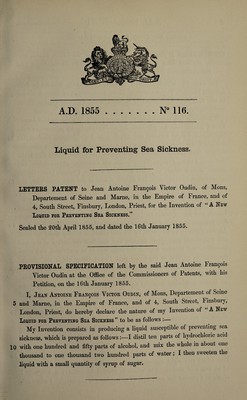 A.D. 1855 . . . . . . . Nº 116.
Liquid for Preventing Sea Sickness.
LETTERS PATENT to Jean Antoine François Victor Oudin, of Mons,
Departement of Seine and Marne, in the Empire of France, and of
4, South Street, Finsbury, London, Priest, for the Invention of "A NEW
LIQUID FOR PREVENTING SEA SICKNESS."
Sealed the 20th April 1855, and dated the 16th January 1855.
PROVISIONAL SPECIFICATION left by the said Jean Antoine François
Victor Oudin at the Office of the Commissioners of Patents, with his
Petition, on the 16th January 1855.
I, JEAN ANTOINE FRANÇOIS VICTOR OUDIN, of Mons, Departement of Seine
5 and Marne, in the Empire of France, and of 4, South Street, Finsbury,
London, Priest, do hereby declare the nature of my Invention of "A NEW
LIQUID FOR PREVENTING SEA SICKNESS" to be as follows:—
My Invention consists in producing a liquid susceptible of preventing sea
sickness, which is prepared as follows:—I distil ten parts of hydrochloric acid
10 with one hundred and fifty parts of alcohol, and mix the whole in about one
thousand to one thousand two hundred parts of water; I then sweeten the
liquid with a small quantity of syrup of sugar.